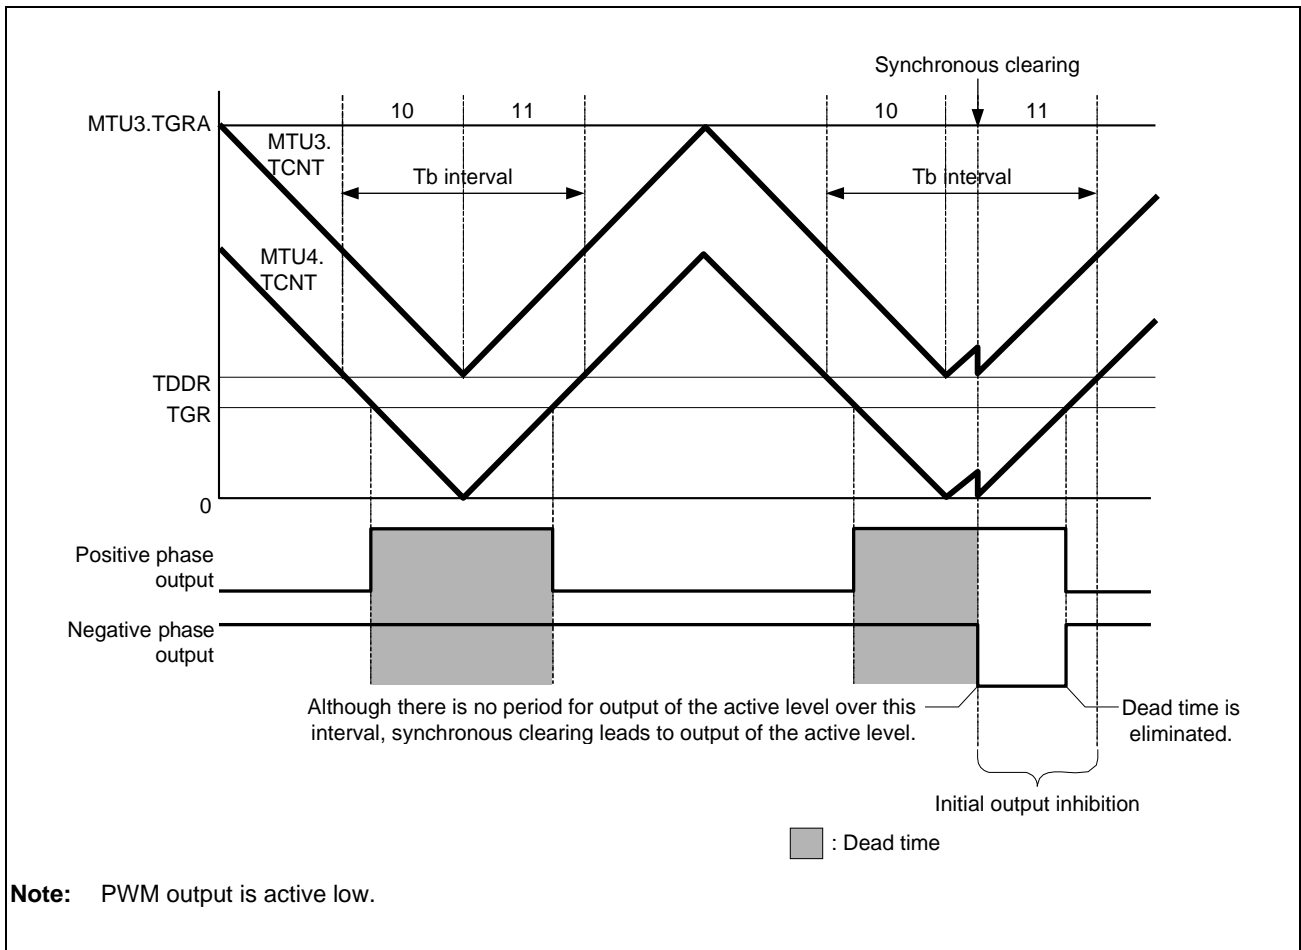 Synchronous clearing
10 11 10 11
MTU3.TGRA
MTU3.
TCNT
Tb interval Tb interval
MTU4.
TCNT
TDDR
TGR
0
Positive phase
output
Negative phase
output
Although there is no period for output of the active level over this
interval, synchronous clearing leads to output of the active level.
Dead time is
eliminated.
Initial output inhibition
: Dead time
Note: PWM output is active low.